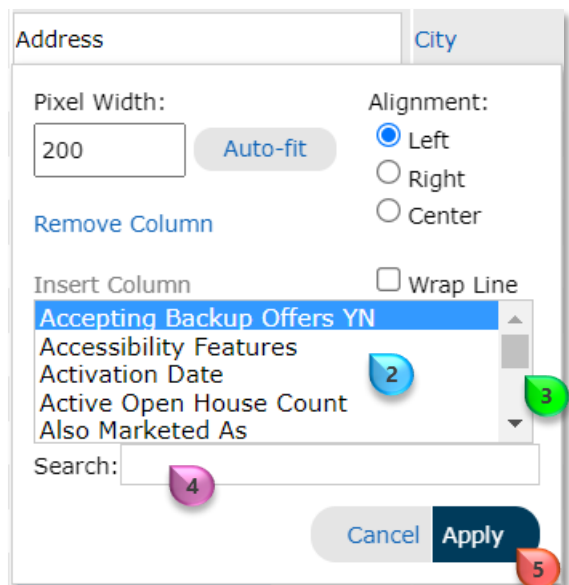 Address City
Pixel Width: Alignment:
200 Auto-fit Left
Right
Remove Column Center
Insert Column Wrap Line
Accepting Backup Offers YN
Accessibility Features
Activation Date 2
Active Open House Count 3
Also Marketed As
Search: 4
Cancel Apply
5